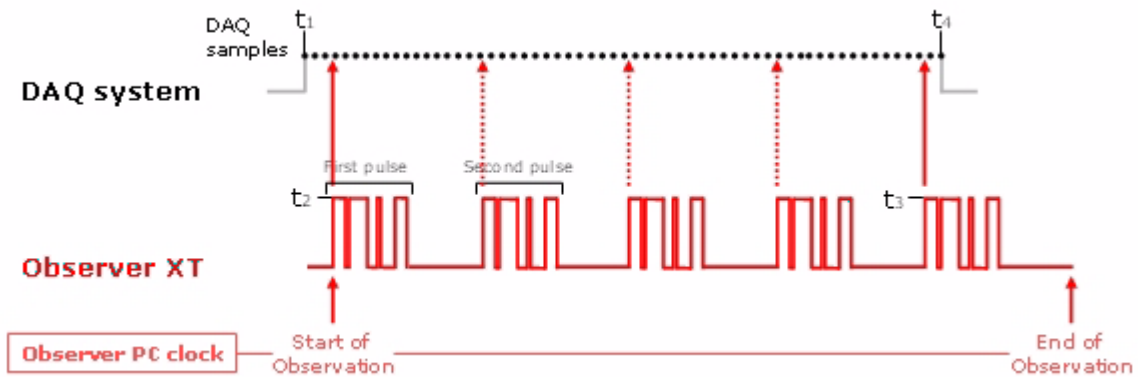 DAQ
samples
t1
t4
DAQ system
First pulse
Second pulse
t2
t3
Observer XT
Observer PC clock
Start of
Observation
End of
Observation